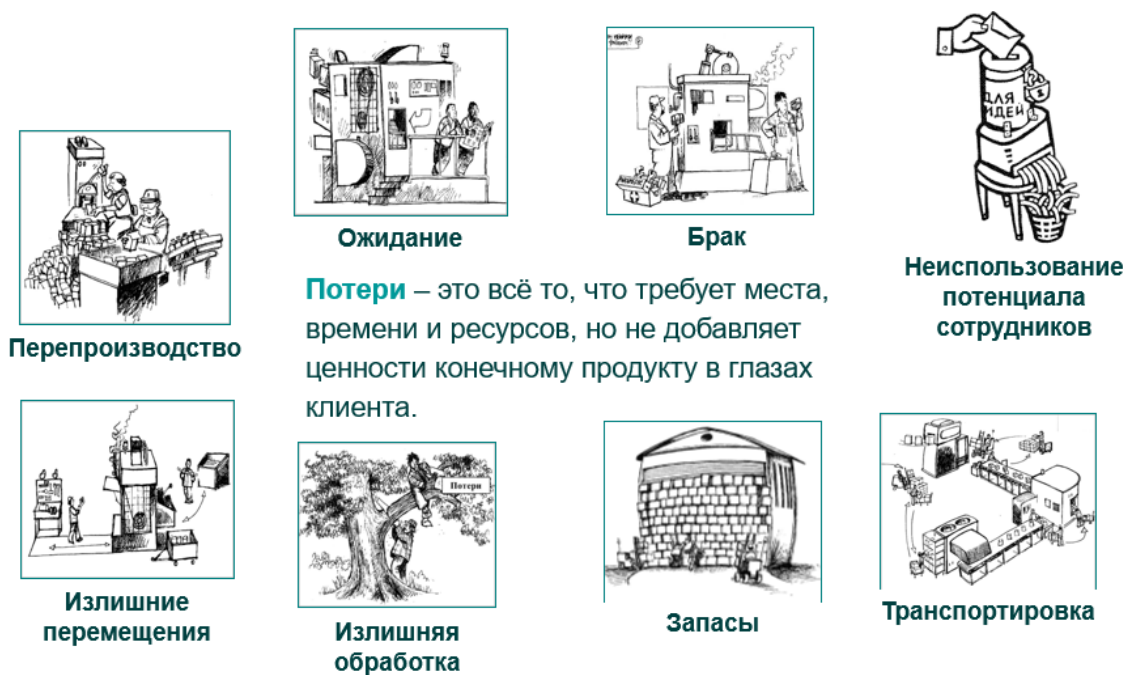 ДЛЯ
ИДЕЙ
Ожидание
Брак
Неиспользование
потенциала
сотрудников
Перепроизводство
Потери – это всё то, что требует места,
времени и ресурсов, но не добавляет
ценности конечному продукту в глазах
клиента.
Потери
Излишние
перемещения
Излишняя
обработка
Запасы
Транспортировка